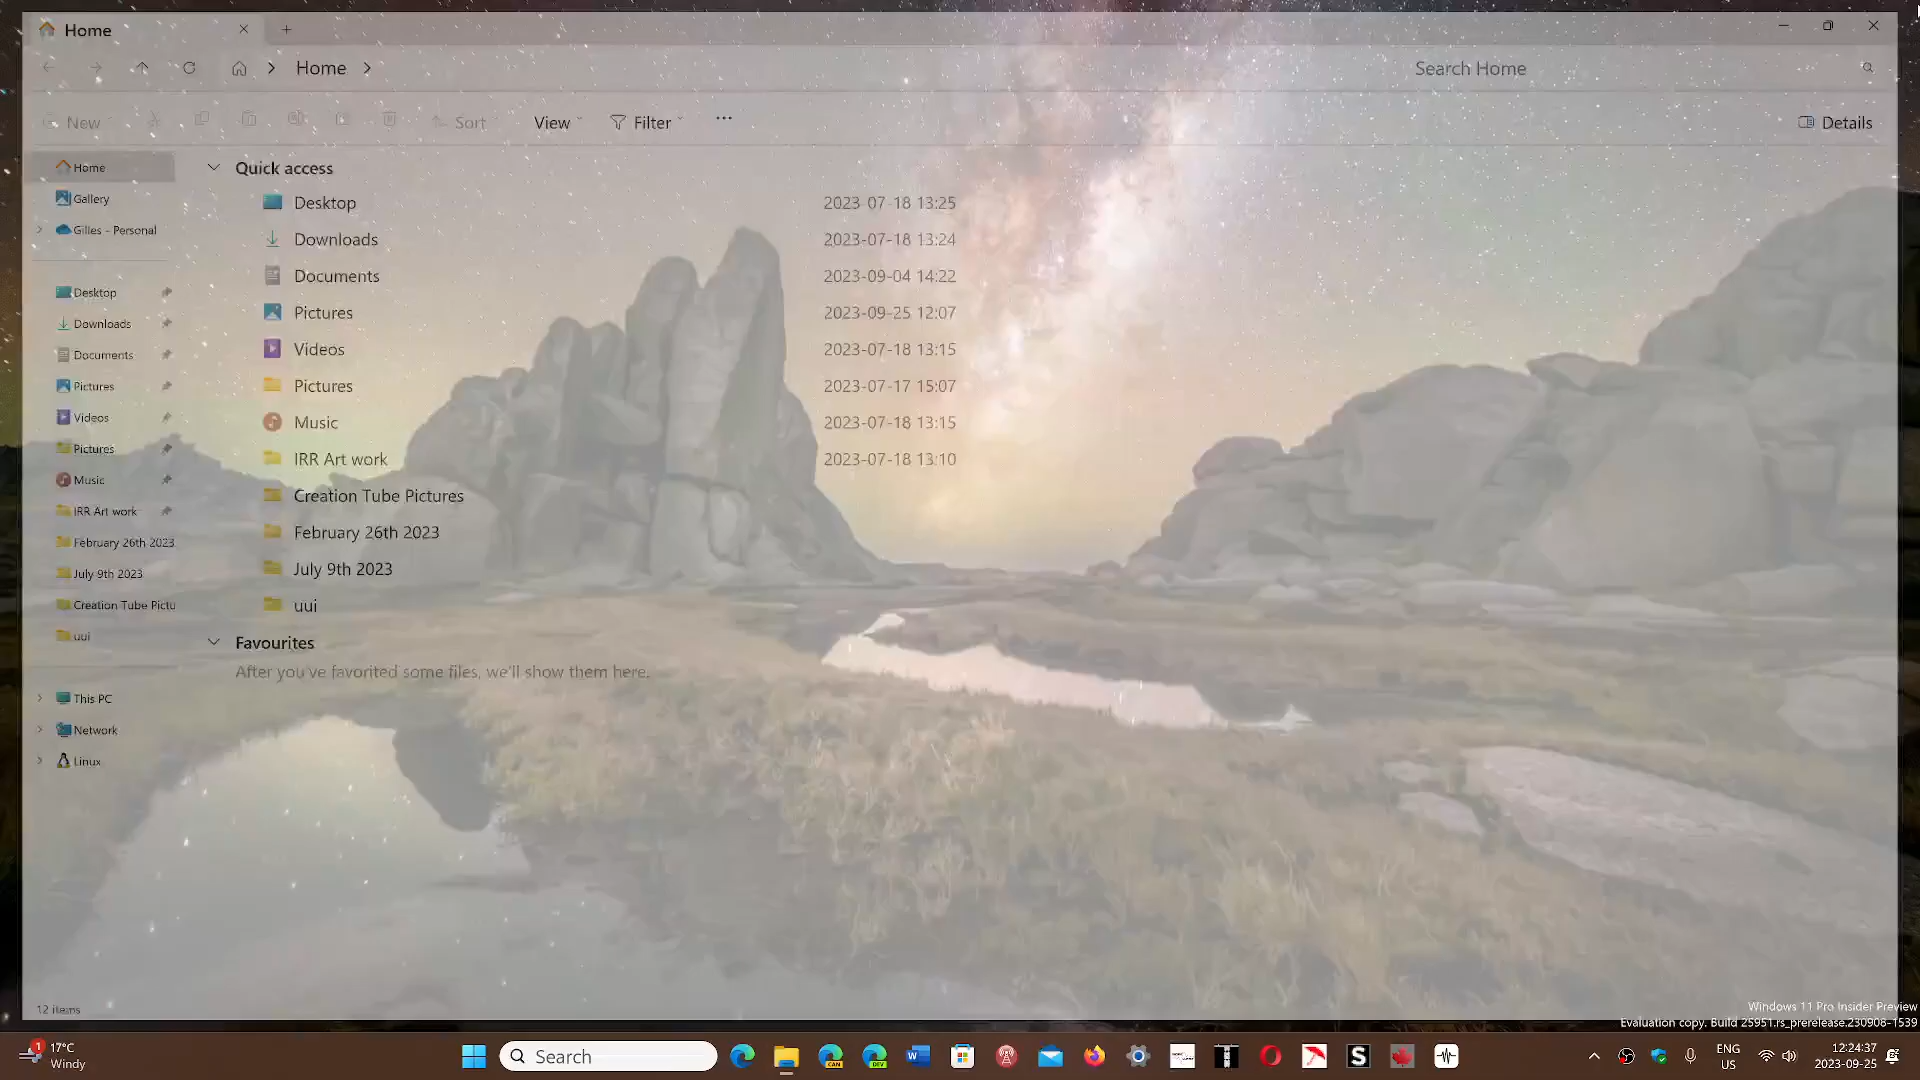 Home
Home
Search Home
New
Sort
View
Filter
Details
Home
Gallery
Gilles - Personal
Desktop
Downloads
Documents
Pictures
Videos
Pictures
Music
IRR Art work
February 26th 2023
July 9th 2023
Creation Tube Pictu
uui
This PC
Network
Linux
Quick access
Desktop 2023-07-18 13:25
Downloads 2023-07-18 13:24
Documents 2023-09-04 14:22
Pictures 2023-09-25 12:07
Videos 2023-07-18 13:15
Pictures 2023-07-17 15:07
Music 2023-07-18 13:15
IRR Art work 2023-07-18 13:10
Creation Tube Pictures
February 26th 2023
July 9th 2023
uui
Favourites
After you've favorited some files, we'll show them here.
12 items
Windows 11 Pro Insider Preview
Evaluation copy. Build 25951.rs_prerelease.230908-1539
1
17°C
Windy
Search
CAN
DEV
W
S
ENG
US
12:24:37
2023-09-25